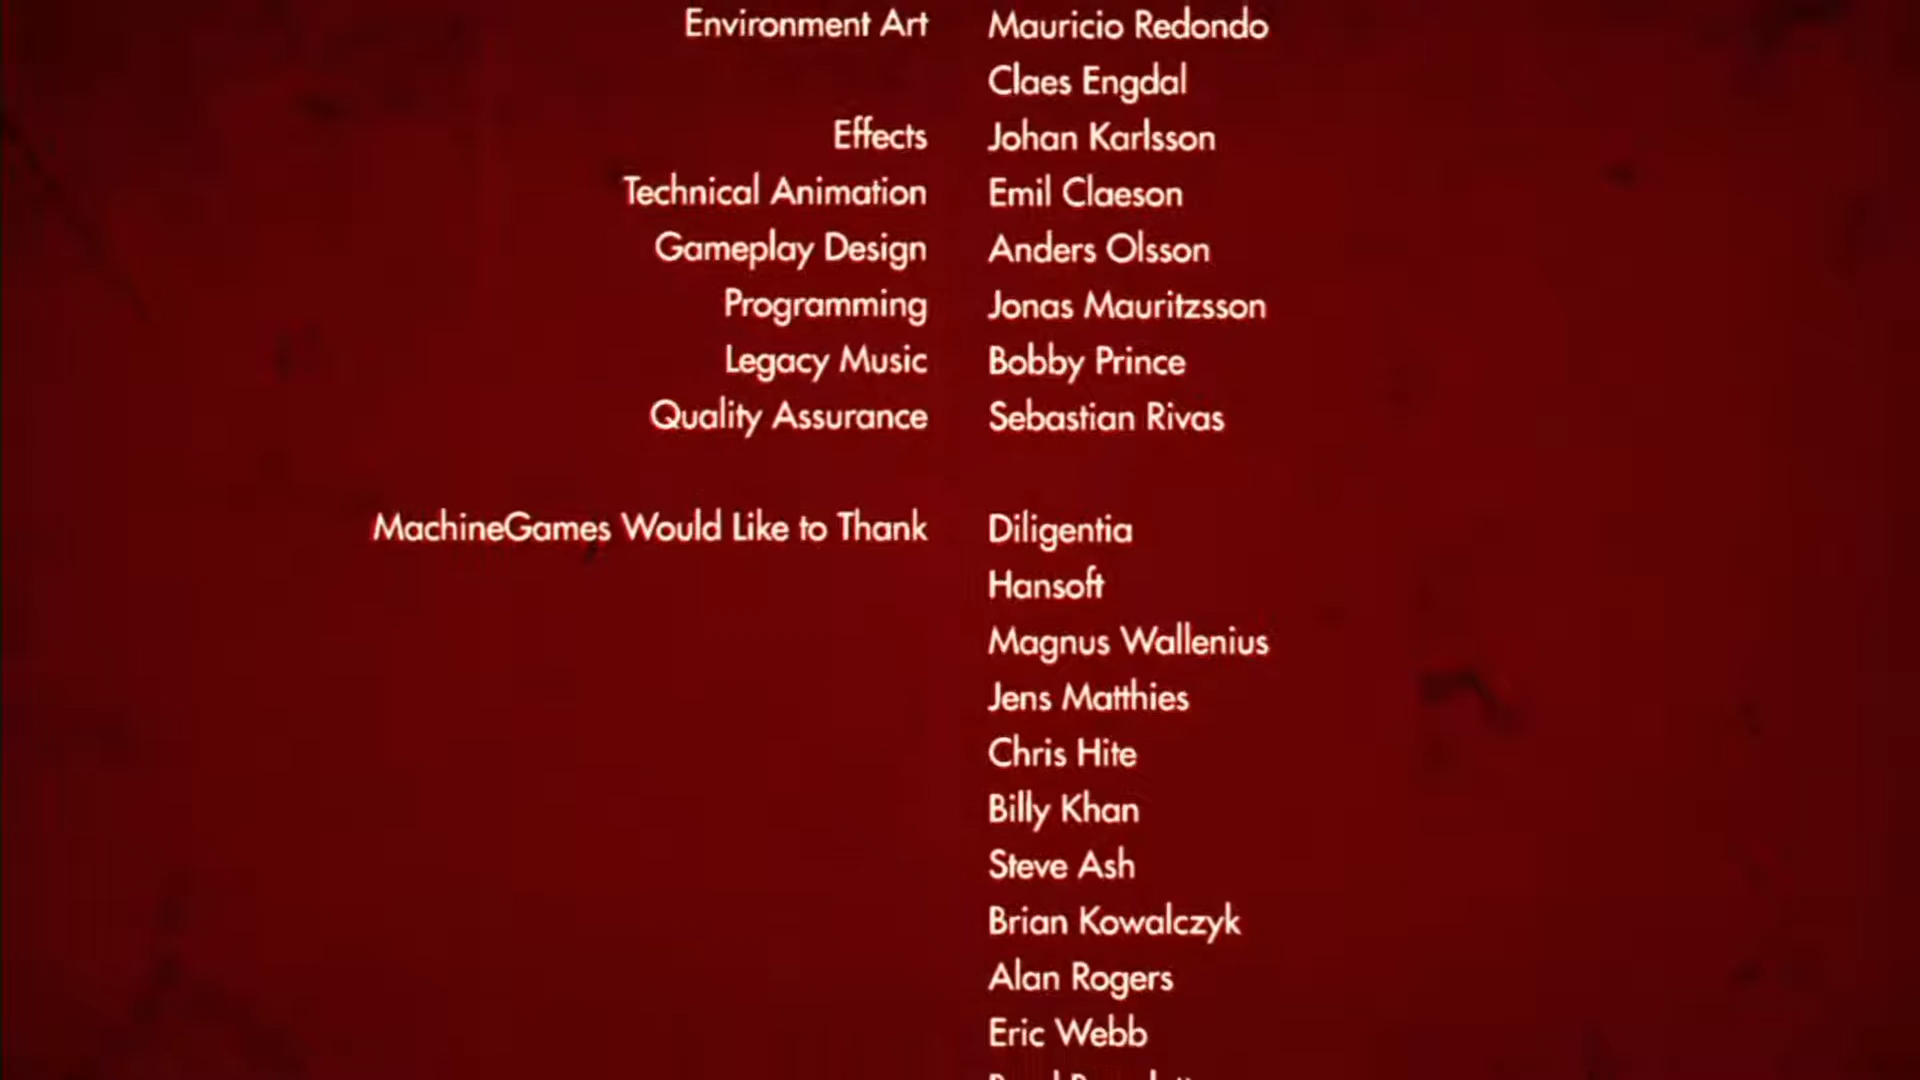 Environment Art Mauricio Redondo
Claes Engdal
Effects Johan Karlsson
Technical Animation Emil Claeson
Gameplay Design Anders Olsson
Programming Jonas Mauritzsson
Legacy Music Bobby Prince
Quality Assurance Sebastian Rivas
MachineGames Would Like to Thank Diligentia
Hansoft
Magnus Wallenius
Jens Matthies
Chris Hite
Billy Khan
Steve Ash
Brian Kowalczyk
Alan Rogers
Eric Webb